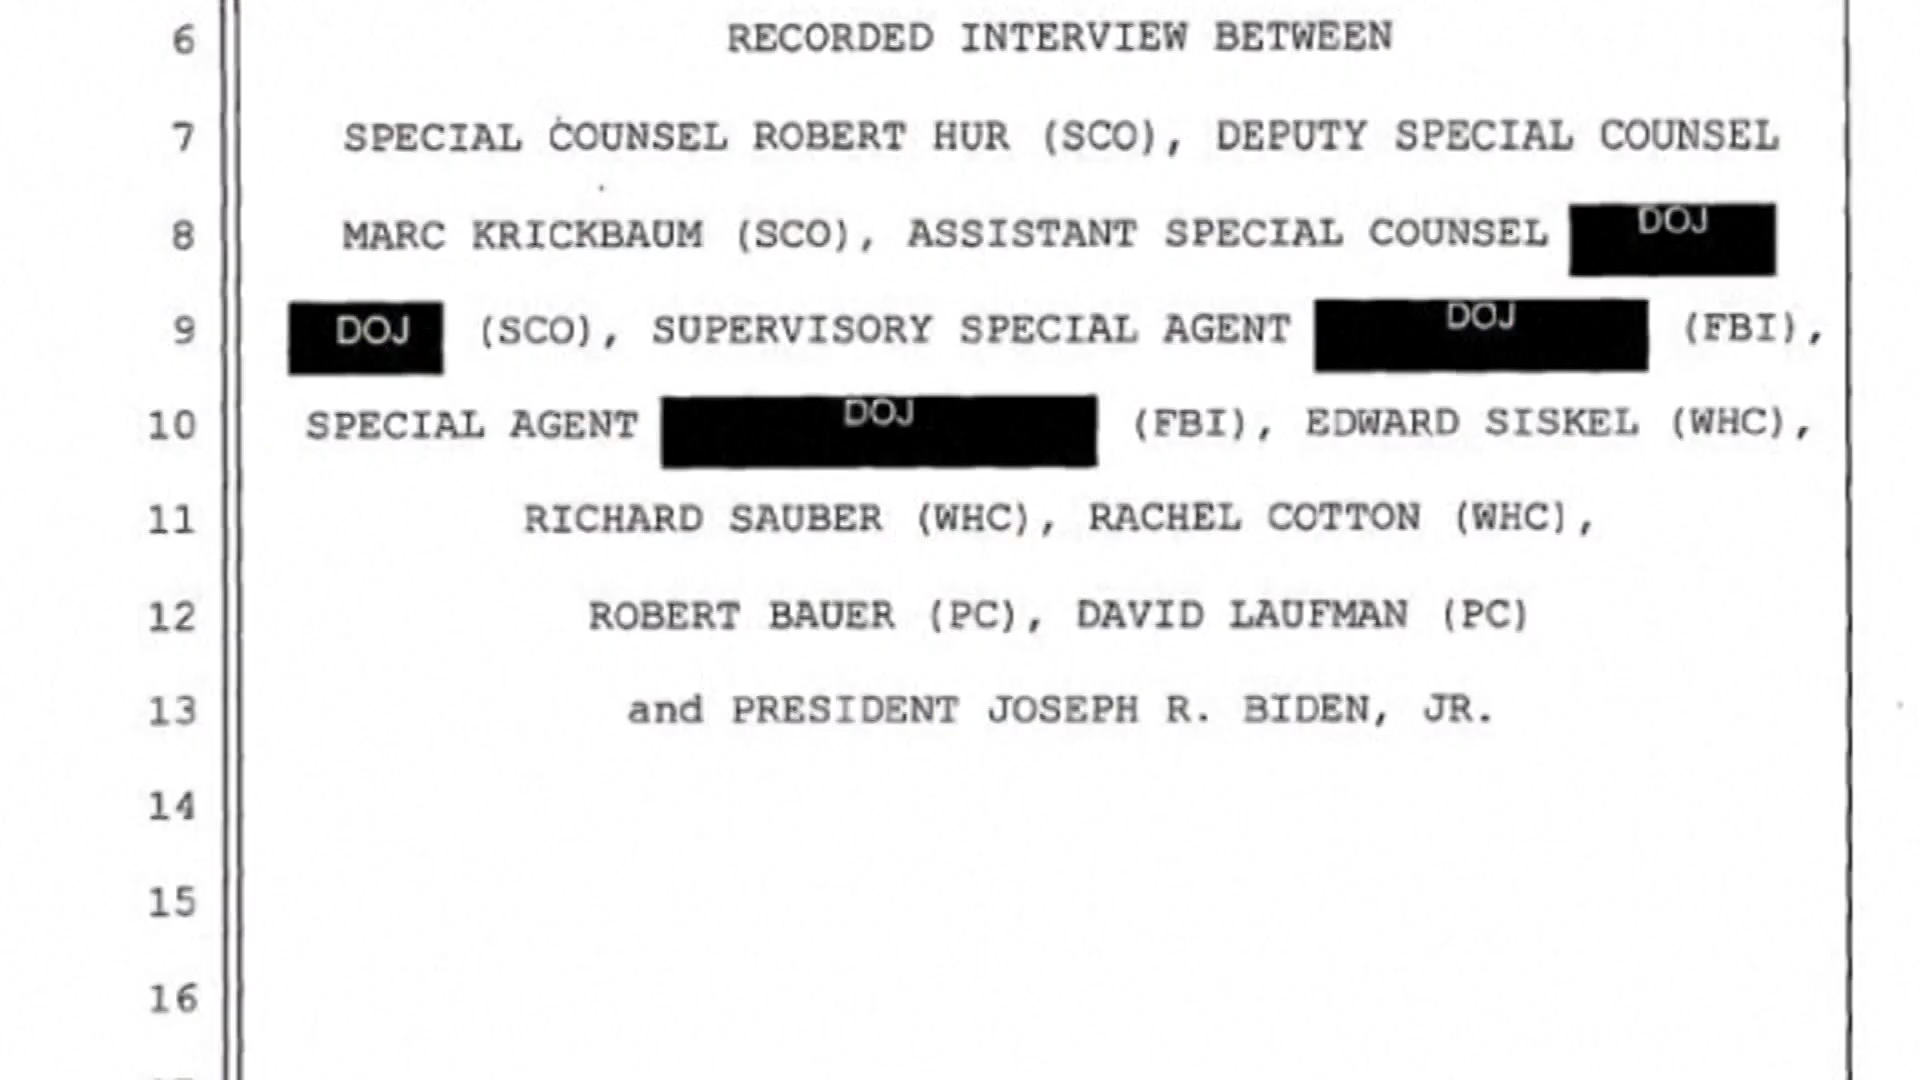 6 RECORDED INTERVIEW BETWEEN
7 SPECIAL COUNSEL ROBERT HUR (SCO), DEPUTY SPECIAL COUNSEL
8 MARC KRICKBAUM (SCO), ASSISTANT SPECIAL COUNSEL DOJ
9 DOJ (SCO), SUPERVISORY SPECIAL AGENT DOJ (FBI),
10 SPECIAL AGENT DOJ (FBI), EDWARD SISKEL (WHC),
11 RICHARD SAUBER (WHC), RACHEL COTTON (WHC),
12 ROBERT BAUER (PC), DAVID LAUFMAN (PC)
13 and PRESIDENT JOSEPH R. BIDEN, JR.
14
15
16